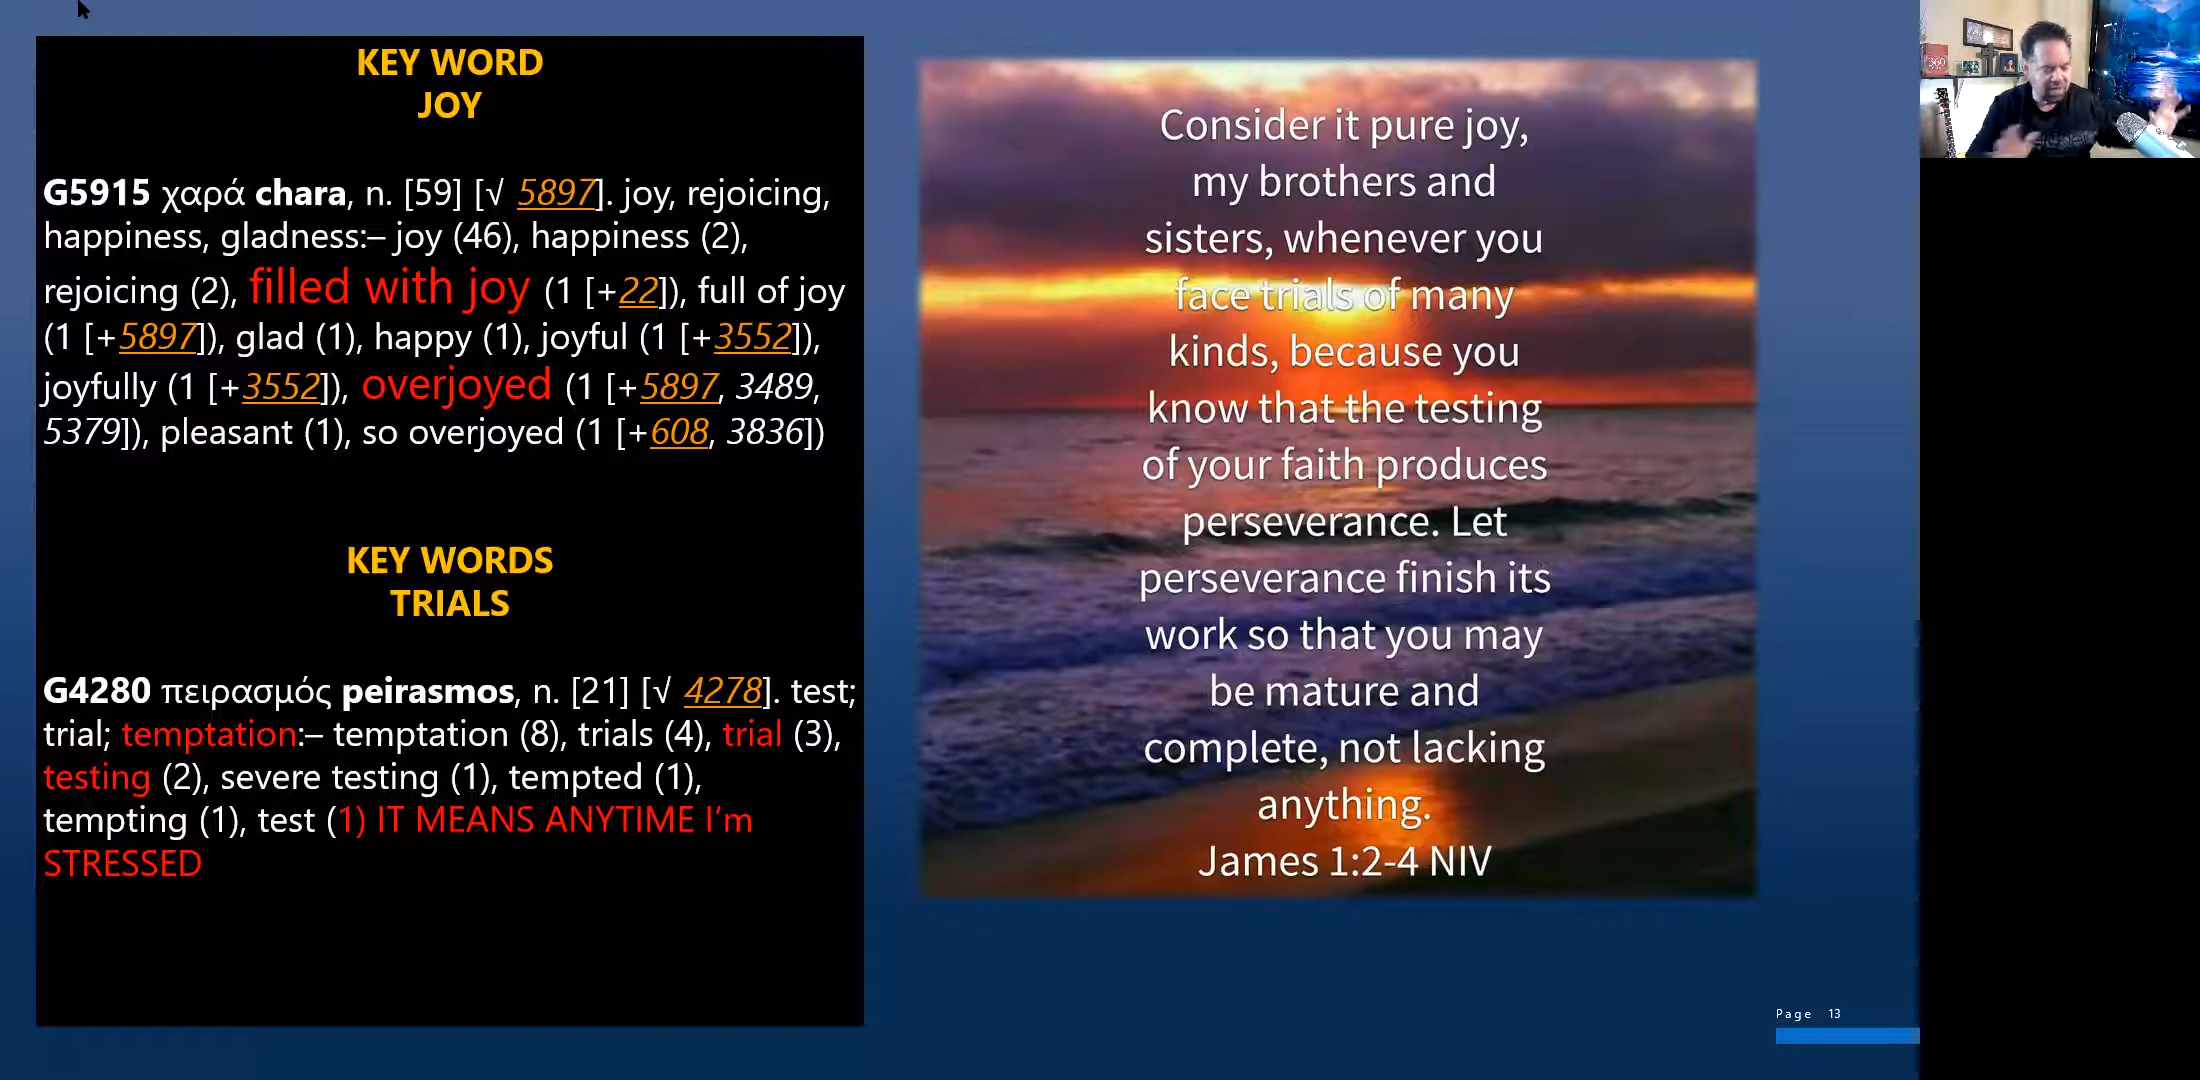 KEY WORD
JOY
G5915 χαρά chara, n. [59] [√ 5897]. joy, rejoicing,
happiness, gladness:– joy (46), happiness (2),
rejoicing (2), filled with joy (1 [+22]), full of joy
(1 [+5897]), glad (1), happy (1), joyful (1 [+3552]),
joyfully (1 [+3552]), overjoyed (1 [+5897, 3489,
5379]), pleasant (1), so overjoyed (1 [+608, 3836])
KEY WORDS
TRIALS
G4280 πειρασμός peirasmos, n. [21] [√ 4278]. test;
trial; temptation:– temptation (8), trials (4), trial (3),
testing (2), severe testing (1), tempted (1),
tempting (1), test (1) IT MEANS ANYTIME I’m
STRESSED
Consider it pure joy,
my brothers and
sisters, whenever you
face trials of many
kinds, because you
know that the testing
of your faith produces
perseverance. Let
perseverance finish its
work so that you may
be mature and
complete, not lacking
anything.
James 1:2-4 NIV
Page 13
360